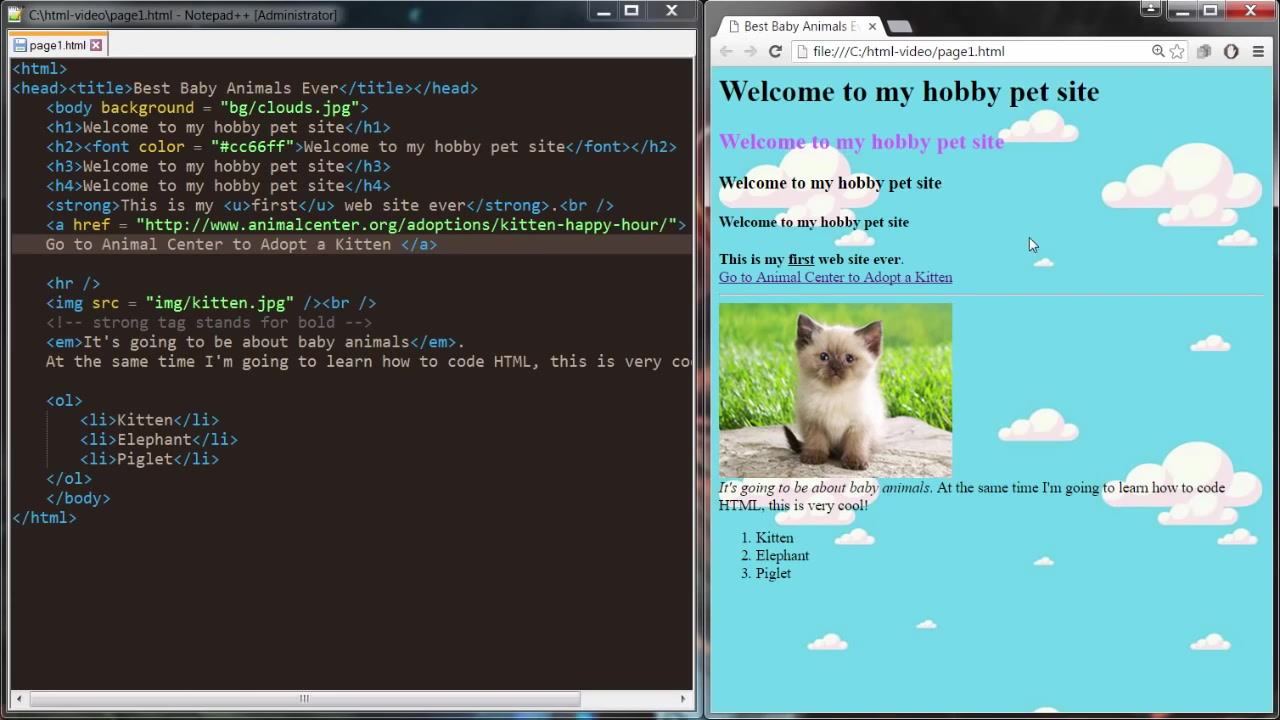 C:\html-video\page1.html - Notepad++ [Administrator]
page1.html
<html>
<head><title>Best Baby Animals Ever</title></head>
<body background = "bg/clouds.jpg">
<h1>Welcome to my hobby pet site</h1>
<h2><font color = "#cc66ff">Welcome to my hobby pet site</font></h2>
<h3>Welcome to my hobby pet site</h3>
<h4>Welcome to my hobby pet site</h4>
<strong>This is my <u>first</u> web site ever</strong>.<br />
<a href = "http://www.animalcenter.org/adoptions/kitten-happy-hour/">
Go to Animal Center to Adopt a Kitten </a>
<hr />
<img src = "img/kitten.jpg" /><br />
<!-- strong tag stands for bold -->
<em>It's going to be about baby animals</em>.
At the same time I'm going to learn how to code HTML, this is very co
<ol>
<li>Kitten</li>
<li>Elephant</li>
<li>Piglet</li>
</ol>
</body>
</html>
Best Baby Animals E
file:///C:/html-video/page1.html
Welcome to my hobby pet site
Welcome to my hobby pet site
Welcome to my hobby pet site
Welcome to my hobby pet site
This is my first web site ever.
Go to Animal Center to Adopt a Kitten
It's going to be about baby animals. At the same time I'm going to learn how to code
HTML, this is very cool!
1. Kitten
2. Elephant
3. Piglet